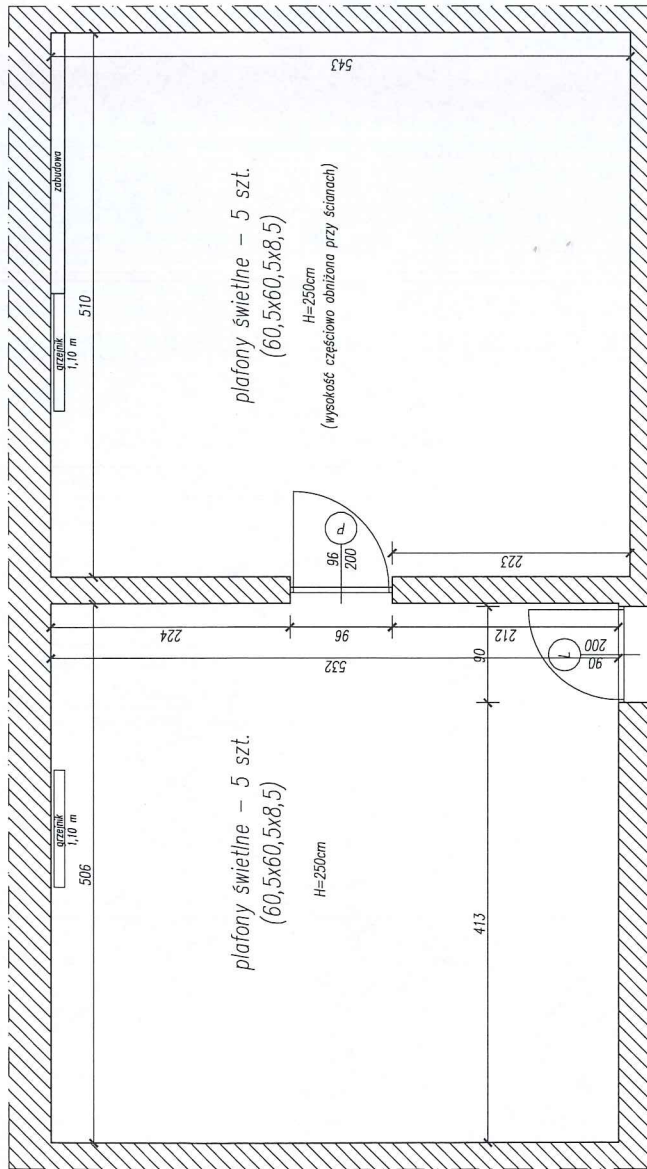 grzejnik
1,10 m
506
plafony świetlne – 5 szt.
(60,5x60,5x8,5)
H=250cm
413
224
96
212
532
90
L
90
200
grzejnik
1,10 m
zabudowa
510
plafony świetlne – 5 szt.
(60,5x60,5x8,5)
H=250cm
(wysokość częściowo obniżona przy ścianach)
P
96
200
223
543